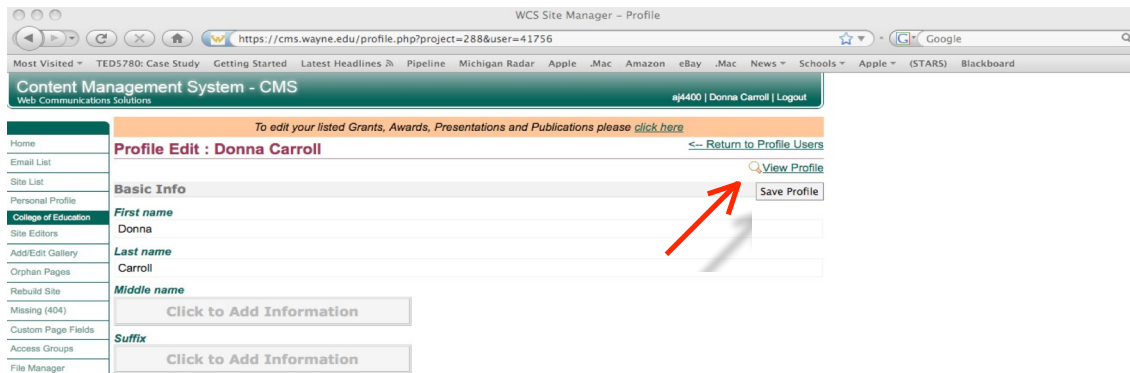 WCS Site Manager – Profile
https://cms.wayne.edu/profile.php?project=288&user=41756
Google
Most Visited TED5780: Case Study Getting Started Latest Headlines Pipeline Michigan Radar Apple .Mac Amazon eBay .Mac News Schools Apple (STARS) Blackboard
Content Management System - CMS
Web Communications Solutions
aj4400 | Donna Carroll | Logout
To edit your listed Grants, Awards, Presentations and Publications please click here
Home
Profile Edit : Donna Carroll
<-- Return to Profile Users
Email List
View Profile
Site List
Basic Info
Save Profile
Personal Profile
College of Education
First name
Site Editors
Donna
Add/Edit Gallery
Last name
Orphan Pages
Carroll
Rebuild Site
Middle name
Missing (404)
Click to Add Information
Custom Page Fields
Suffix
Access Groups
Click to Add Information
File Manager